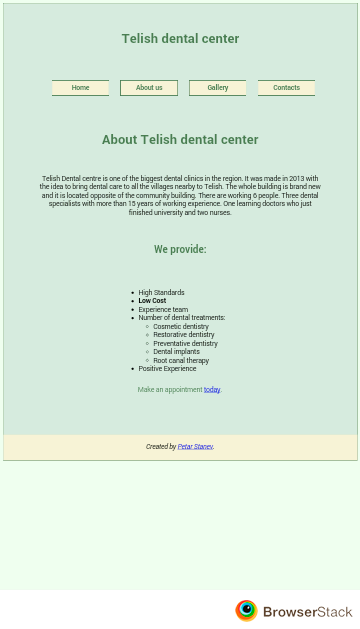 Telish dental center
Home
About us
Gallery
Contacts
About Telish dental center
Telish Dental centre is one of the biggest dental clinics in the region. It was made in 2013 with
the idea to bring dental care to all the villages nearby to Telish. The whole building is brand new
and it is located opposite of the community building. There are working 6 people. Three dental
specialists with more than 15 years of working experience. One learning doctors who just
finished university and two nurses.
We provide:
High Standards
Low Cost
Experience team
Number of dental treatments:
Cosmetic dentistry
Restorative dentistry
Preventative dentistry
Dental implants
Root canal therapy
Positive Experience
Make an appointment today.
Created by Petar Stanev.
BrowserStack